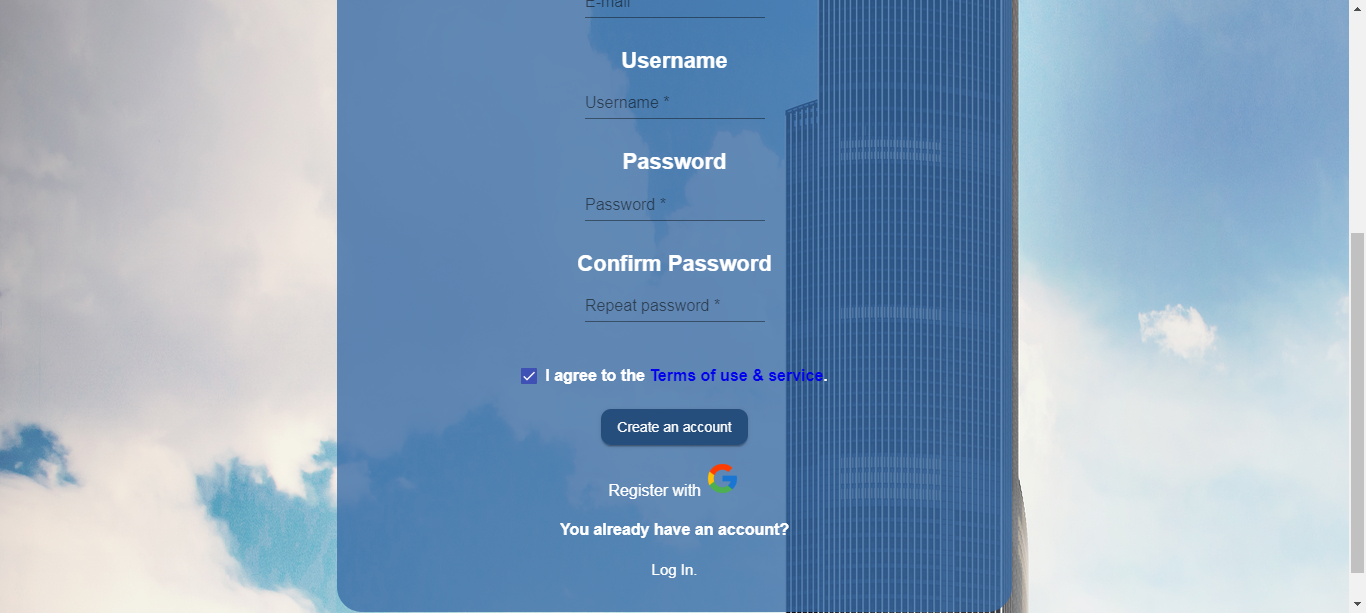 E-mail
Username
Username *
Password
Password *
Confirm Password
Repeat password *
I agree to the Terms of use & service.
Create an account
Register with
You already have an account?
Log In.